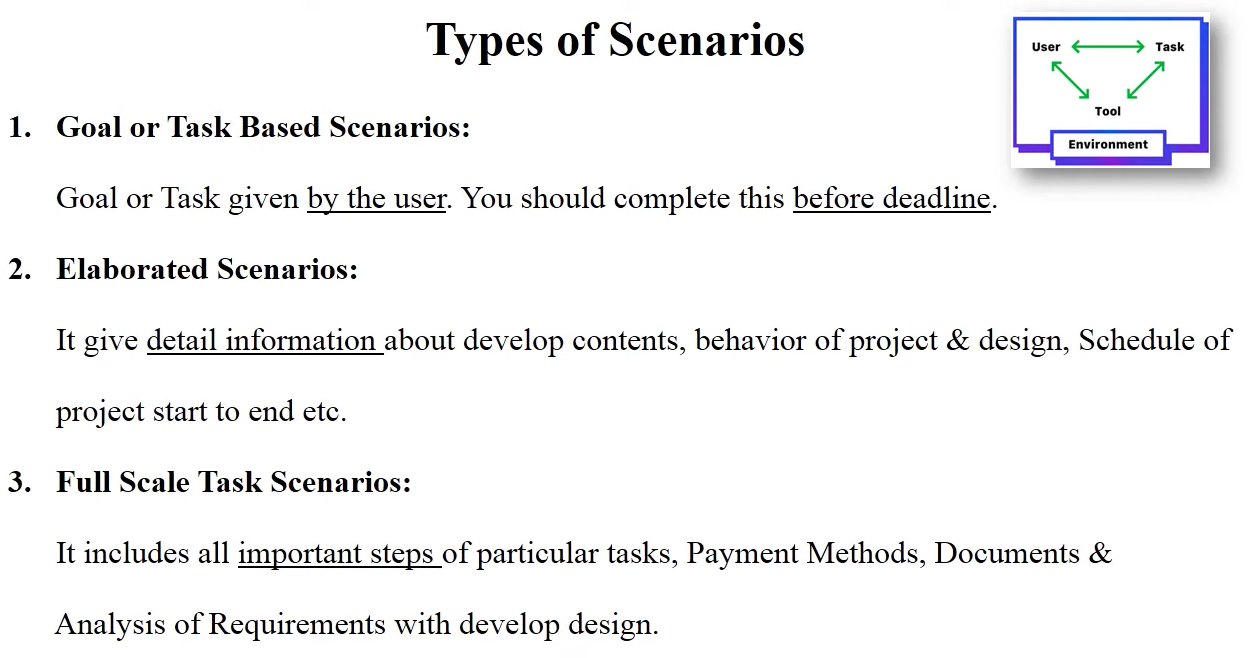 Types of Scenarios
User Task
Tool
Environment
1. Goal or Task Based Scenarios:
Goal or Task given by the user. You should complete this before deadline.
2. Elaborated Scenarios:
It give detail information about develop contents, behavior of project & design, Schedule of
project start to end etc.
3. Full Scale Task Scenarios:
It includes all important steps of particular tasks, Payment Methods, Documents &
Analysis of Requirements with develop design.